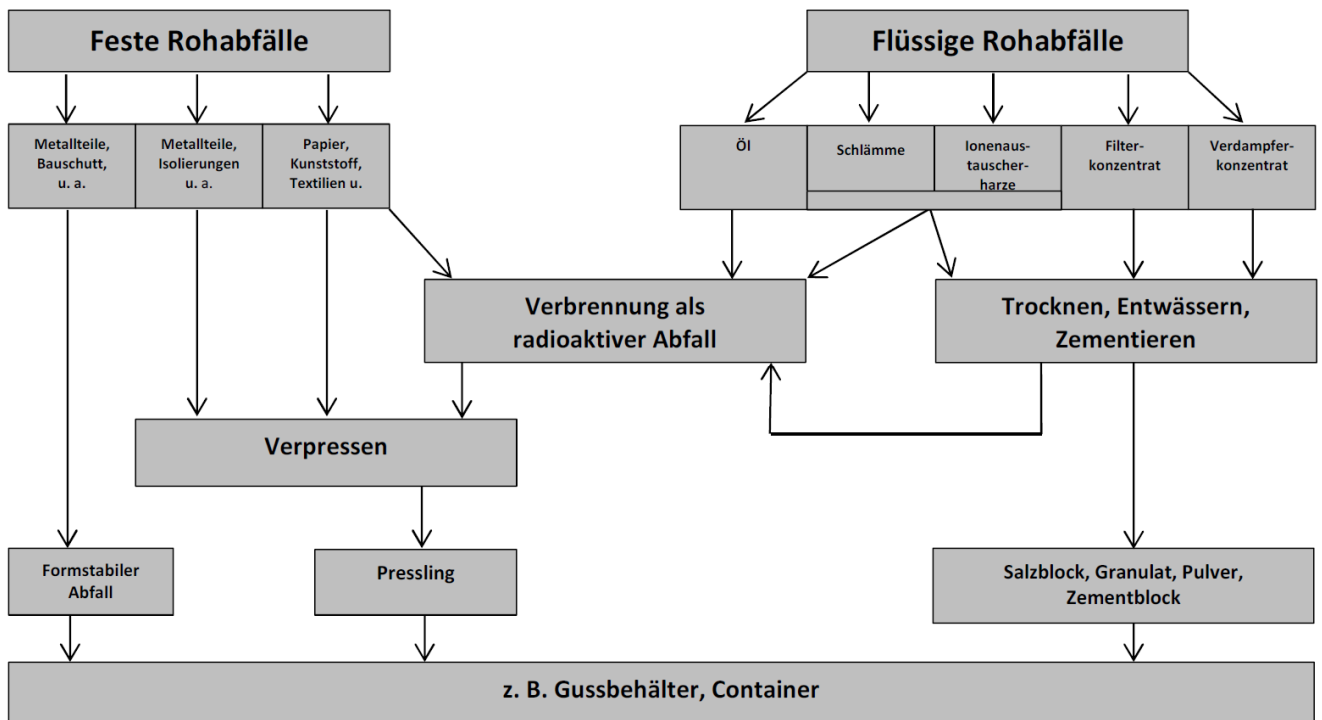 Feste Rohabfälle
Flüssige Rohabfälle
Metallteile,
Bauschutt,
u. a.
Metallteile,
Isolierungen
u. a.
Papier,
Kunststoff,
Textilien u.
Öl
Schlämme
Ionenaus-
tauscher-
harze
Filter-
konzentrat
Verdampfer-
konzentrat
Verbrennung als
radioaktiver Abfall
Trocknen, Entwässern,
Zementieren
Verpressen
Formstabiler
Abfall
Pressling
Salzblock, Granulat, Pulver,
Zementblock
z. B. Gussbehälter, Container